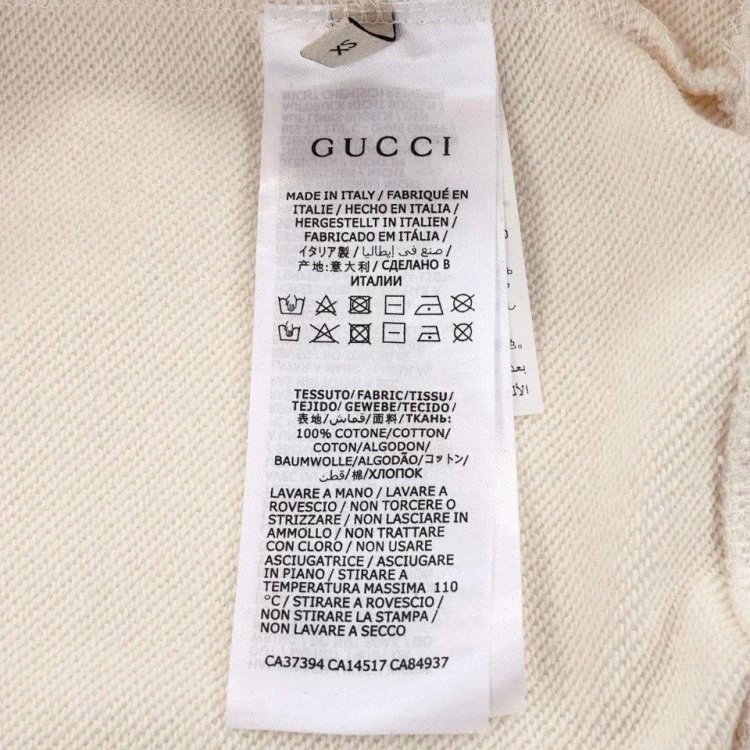 XS
GUCCI
MADE IN ITALY / FABRIQUÉ EN
ITALIE / HECHO EN ITALIA /
HERGESTELLT IN ITALIEN /
FABRICADO EM ITÁLIA /
イタリア製 / صنع في إيطاليا /
产地:意大利 / СДЕЛАНО В
ИТАЛИИ
TESSUTO/FABRIC/TISSU/
TEJIDO/ GEWEBE/TECIDO/
表地/قماش/面料/ТКАНЬ:
100% COTONE/COTTON/
COTON/ALGODON/
BAUMWOLLE/ALGODÃO/コットン/
قطن/棉/ХЛОПОК
LAVARE A MANO / LAVARE A
ROVESCIO / NON TORCERE O
STRIZZARE / NON LASCIARE IN
AMMOLLO / NON TRATTARE
CON CLORO / NON USARE
ASCIUGATRICE / ASCIUGARE
IN PIANO / STIRARE A
TEMPERATURA MASSIMA 110
°C / STIRARE A ROVESCIO /
NON STIRARE LA STAMPA /
NON LAVARE A SECCO
CA37394 CA14517 CA84937